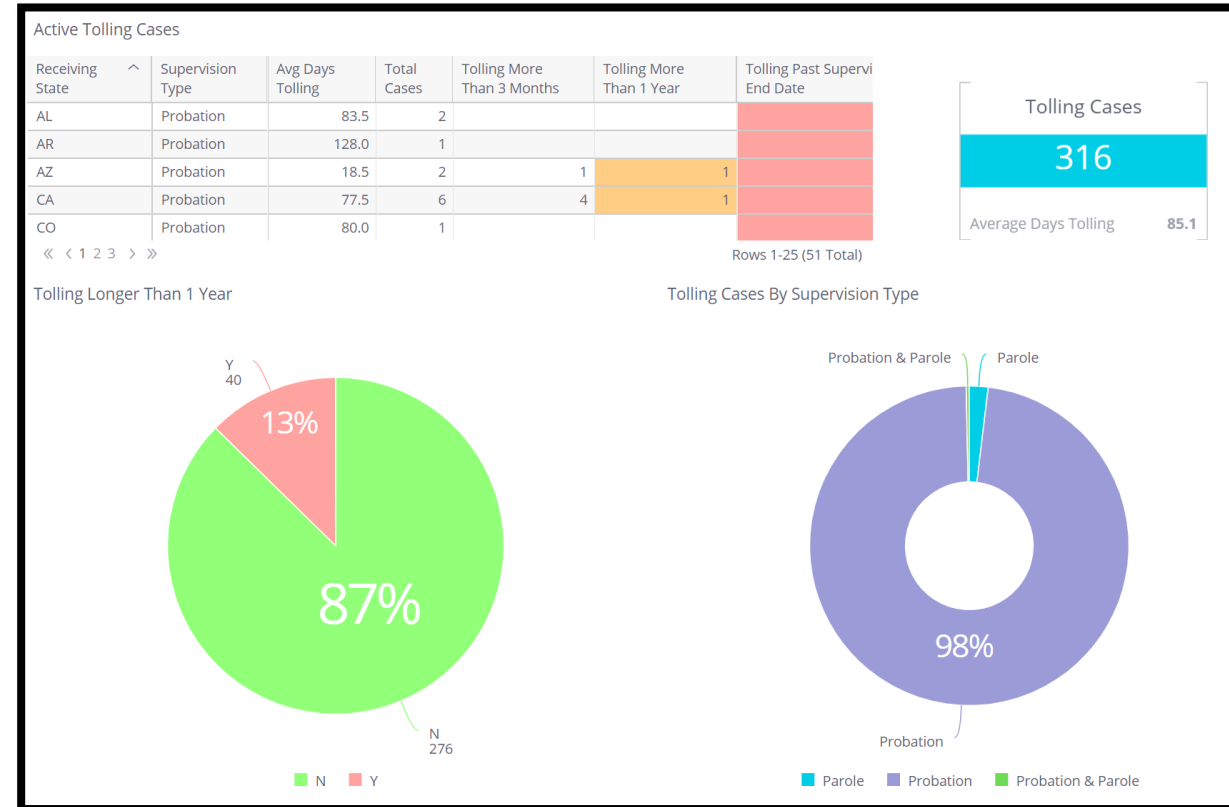 Active Tolling Cases
Receiving State Supervision Type Avg Days Tolling Total Cases Tolling More Than 3 Months Tolling More Than 1 Year Tolling Past Supervi End Date
AL Probation 83.5 2
AR Probation 128.0 1
AZ Probation 18.5 2 1 1
CA Probation 77.5 6 4 1
CO Probation 80.0 1
« < 1 2 3 > »
Rows 1-25 (51 Total)
Tolling Cases
316
Average Days Tolling 85.1
Tolling Longer Than 1 Year
Y
40
13%
87%
N
276
N Y
Tolling Cases By Supervision Type
Probation & Parole
Parole
98%
Probation
Parole Probation Probation & Parole